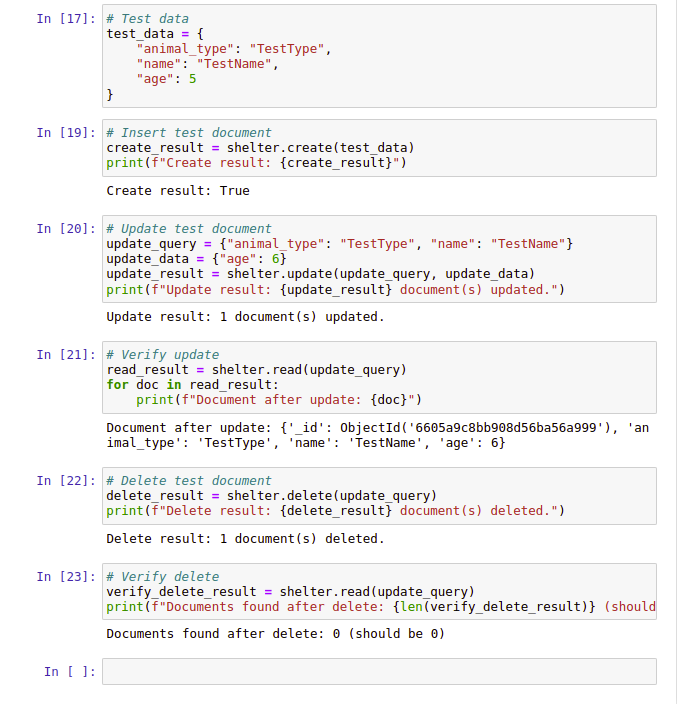 In [17]: # Test data
test_data = {
    "animal_type": "TestType",
    "name": "TestName",
    "age": 5
}
In [19]: # Insert test document
create_result = shelter.create(test_data)
print(f"Create result: {create_result}")
Create result: True
In [20]: # Update test document
update_query = {"animal_type": "TestType", "name": "TestName"}
update_data = {"age": 6}
update_result = shelter.update(update_query, update_data)
print(f"Update result: {update_result} document(s) updated.")
Update result: 1 document(s) updated.
In [21]: # Verify update
read_result = shelter.read(update_query)
for doc in read_result:
    print(f"Document after update: {doc}")
Document after update: {'_id': ObjectId('6605a9c8bb908d56ba56a999'), 'an
imal_type': 'TestType', 'name': 'TestName', 'age': 6}
In [22]: # Delete test document
delete_result = shelter.delete(update_query)
print(f"Delete result: {delete_result} document(s) deleted.")
Delete result: 1 document(s) deleted.
In [23]: # Verify delete
verify_delete_result = shelter.read(update_query)
print(f"Documents found after delete: {len(verify_delete_result)} (should
Documents found after delete: 0 (should be 0)
In [ ]: